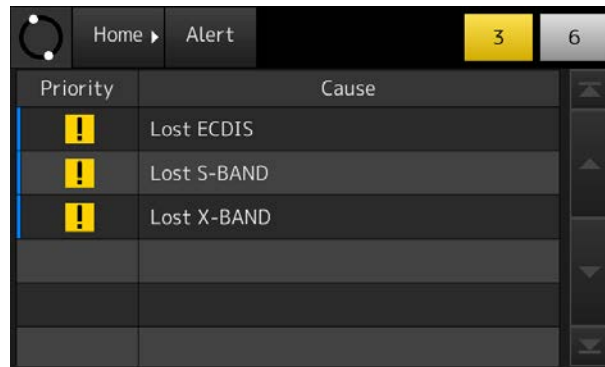 Home ▸ Alert 3 6
Priority Cause
! Lost ECDIS
! Lost S-BAND
! Lost X-BAND